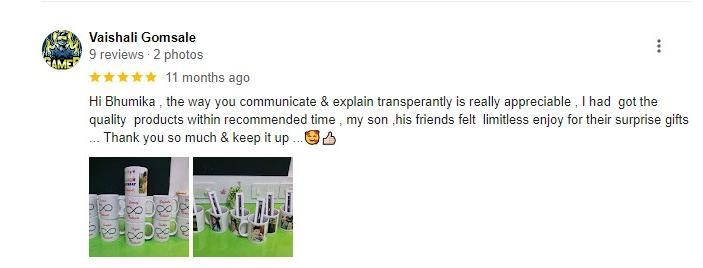 Vaishali Gomsale
9 reviews · 2 photos
★★★★★ 11 months ago
Hi Bhumika , the way you communicate & explain transperantly is really appreciable , I had  got the
quality  products within recommended time , my son ,his friends felt  limitless enjoy for their surprise gifts
... Thank you so much & keep it up ...🥰👍🏻
GAMER